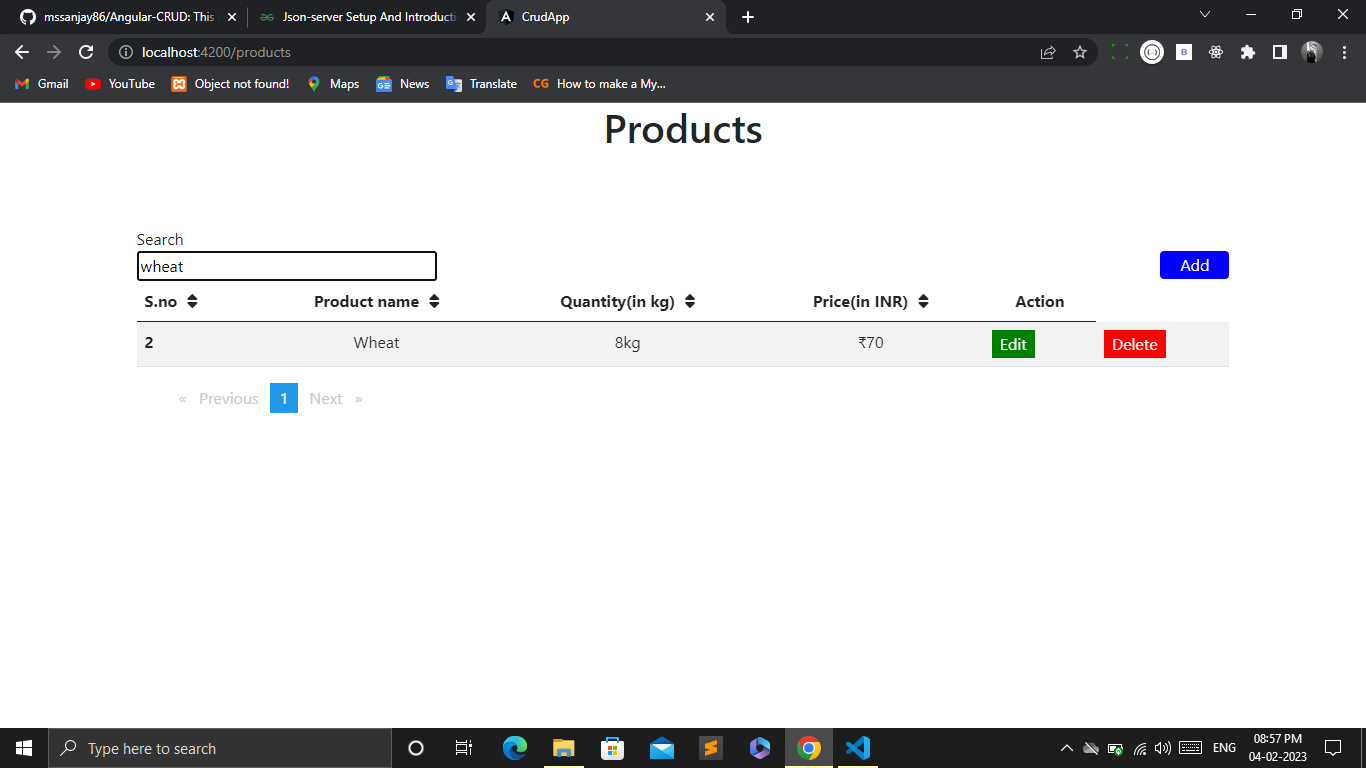 mssanjay86/Angular-CRUD: This
Json-server Setup And Introducti
CrudApp
localhost:4200/products
Gmail YouTube Object not found! Maps News Translate CG How to make a My...
Products
Search
wheat
Add
S.no Product name Quantity(in kg) Price(in INR) Action
2 Wheat 8kg ₹70 Edit Delete
« Previous 1 Next »
Type here to search
ENG
08:57 PM
04-02-2023